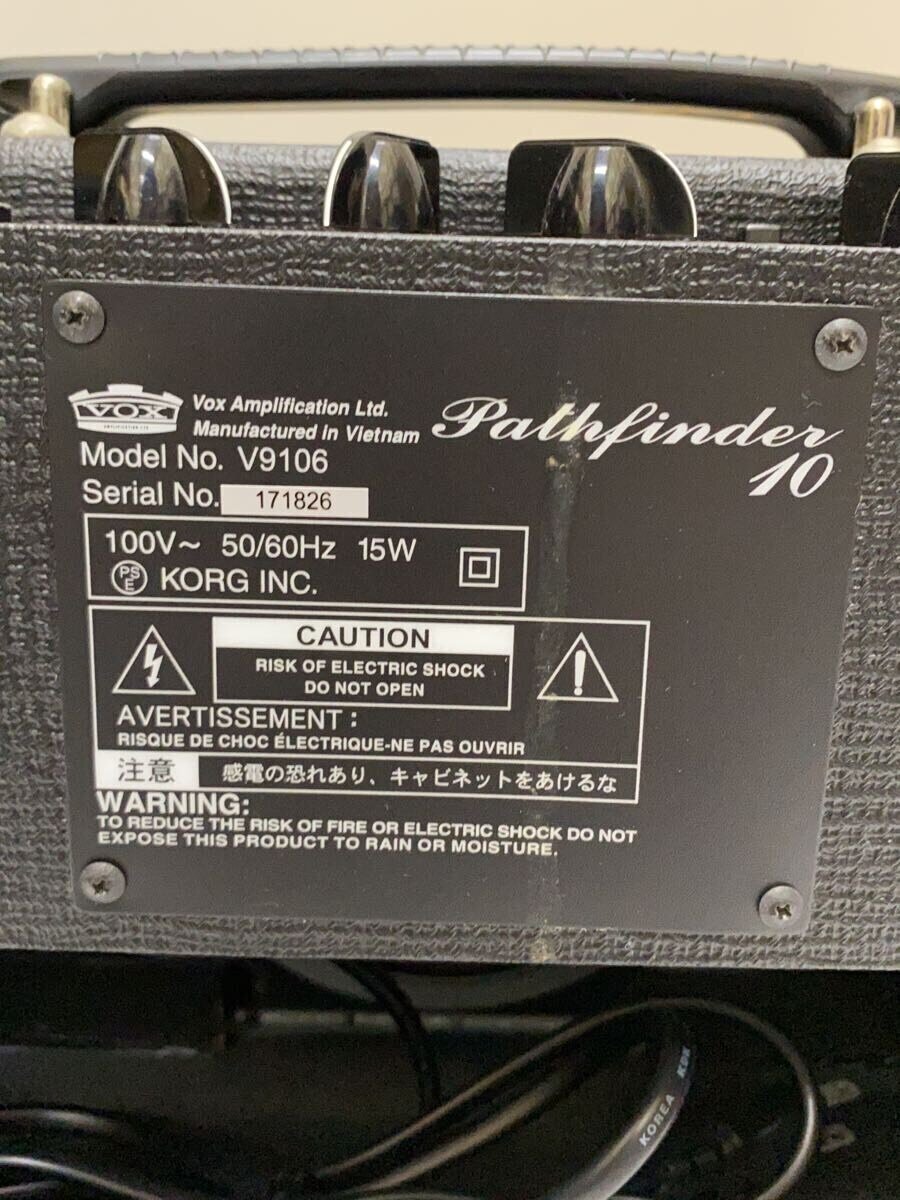 VOX
AMPLIFICATION LTD
Vox Amplification Ltd.
Manufactured in Vietnam
Pathfinder
10
Model No. V9106
Serial No. 171826
100V~ 50/60Hz 15W
PSE KORG INC.
CAUTION
RISK OF ELECTRIC SHOCK
DO NOT OPEN
AVERTISSEMENT :
RISQUE DE CHOC ÉLECTRIQUE-NE PAS OUVRIR
注意 感電の恐れあり、キャビネットをあけるな
WARNING:
TO REDUCE THE RISK OF FIRE OR ELECTRIC SHOCK DO NOT
EXPOSE THIS PRODUCT TO RAIN OR MOISTURE.
KOREA